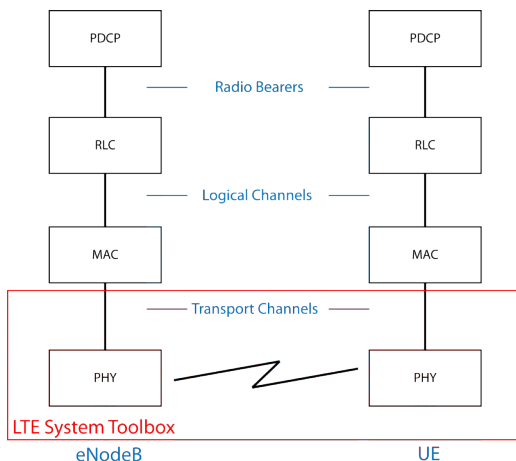 PDCP
PDCP
Radio Bearers
RLC
RLC
Logical Channels
MAC
MAC
Transport Channels
PHY
PHY
LTE System Toolbox
eNodeB
UE